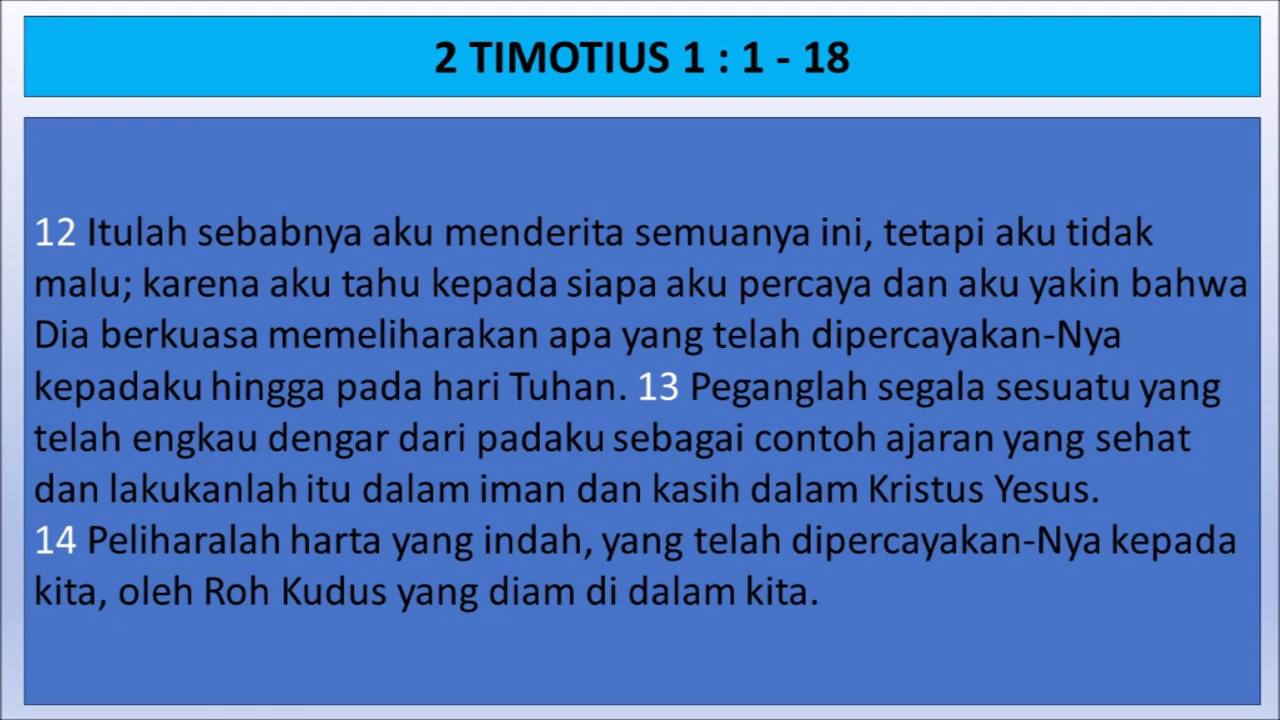 2 TIMOTIUS 1 : 1 - 18
12 Itulah sebabnya aku menderita semuanya ini, tetapi aku tidak
malu; karena aku tahu kepada siapa aku percaya dan aku yakin bahwa
Dia berkuasa memeliharakan apa yang telah dipercayakan-Nya
kepadaku hingga pada hari Tuhan. 13 Peganglah segala sesuatu yang
telah engkau dengar dari padaku sebagai contoh ajaran yang sehat
dan lakukanlah itu dalam iman dan kasih dalam Kristus Yesus.
14 Peliharalah harta yang indah, yang telah dipercayakan-Nya kepada
kita, oleh Roh Kudus yang diam di dalam kita.